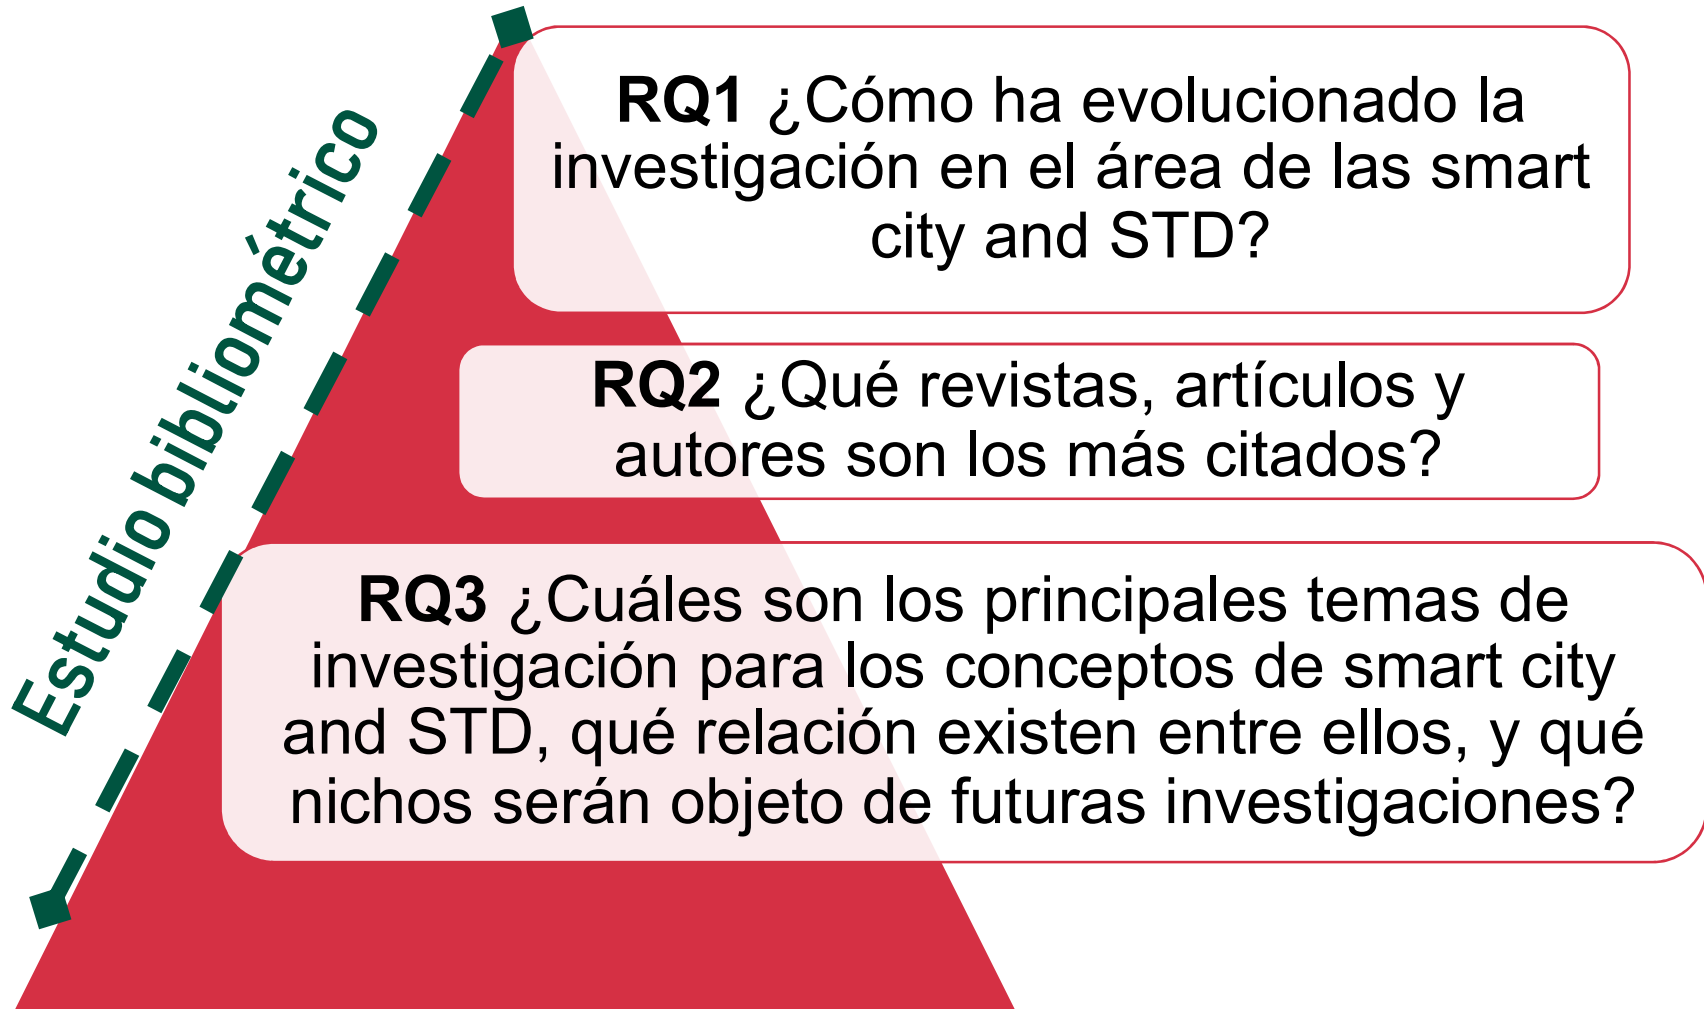 Estudio bibliométrico
RQ1 ¿Cómo ha evolucionado la
investigación en el área de las smart
city and STD?
RQ2 ¿Qué revistas, artículos y
autores son los más citados?
RQ3 ¿Cuáles son los principales temas de
investigación para los conceptos de smart city
and STD, qué relación existen entre ellos, y qué
nichos serán objeto de futuras investigaciones?